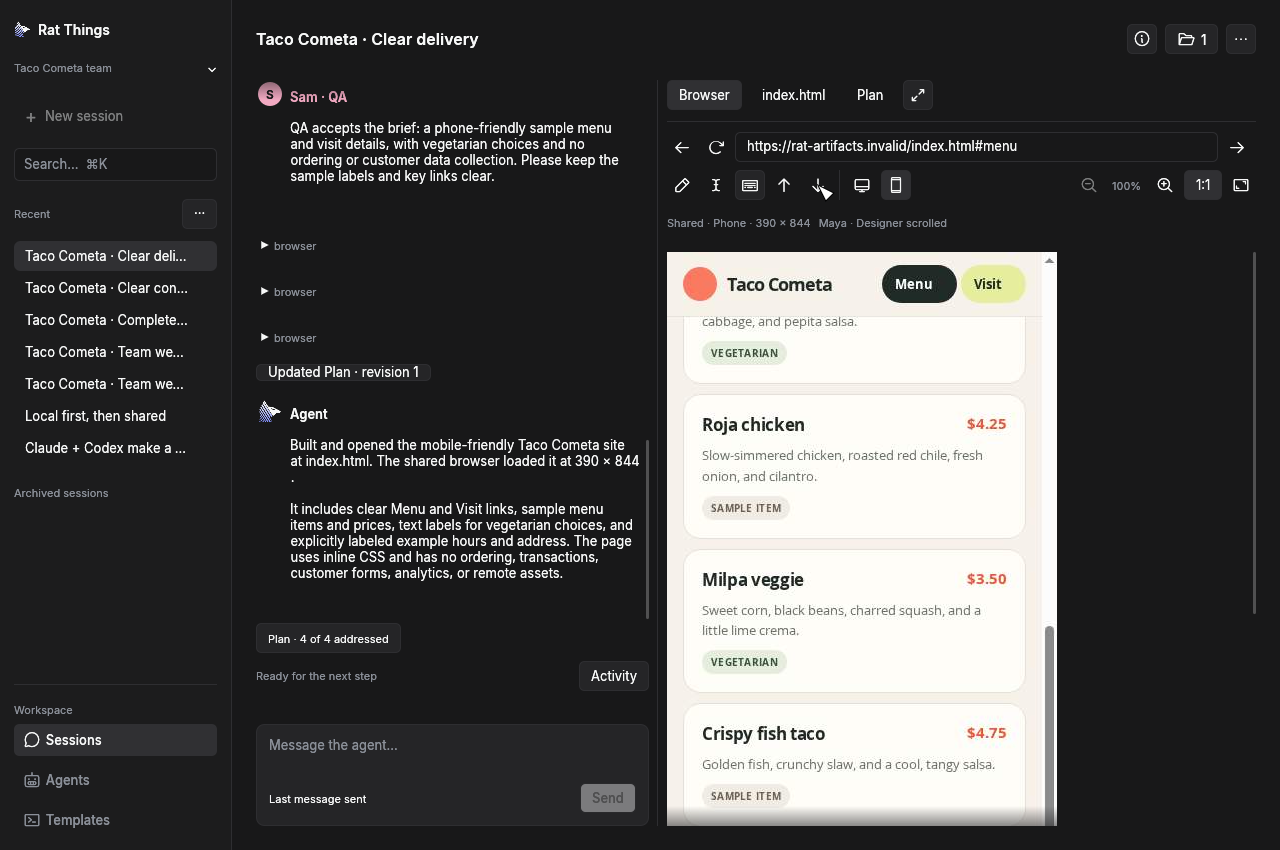 Rat Things
Taco Cometa team
+ New session
Search... ⌘K
Recent
...
Taco Cometa · Clear deli...
Taco Cometa · Clear con...
Taco Cometa · Complete...
Taco Cometa · Team we...
Taco Cometa · Team we...
Local first, then shared
Claude + Codex make a ...
Archived sessions
Workspace
Sessions
Agents
Templates
Taco Cometa · Clear delivery
1
...
S
Sam · QA
QA accepts the brief: a phone-friendly sample menu
and visit details, with vegetarian choices and no
ordering or customer data collection. Please keep the
sample labels and key links clear.
browser
browser
browser
Updated Plan · revision 1
Agent
Built and opened the mobile-friendly Taco Cometa site
at index.html. The shared browser loaded it at 390 × 844
.
It includes clear Menu and Visit links, sample menu
items and prices, text labels for vegetarian choices, and
explicitly labeled example hours and address. The page
uses inline CSS and has no ordering, transactions,
customer forms, analytics, or remote assets.
Plan · 4 of 4 addressed
Ready for the next step
Activity
Message the agent...
Last message sent
Send
Browser
index.html
Plan
https://rat-artifacts.invalid/index.html#menu
100%
1:1
Shared · Phone · 390 × 844 Maya · Designer scrolled
Taco Cometa
Menu
Visit
cabbage, and pepita salsa.
VEGETARIAN
Roja chicken
$4.25
Slow-simmered chicken, roasted red chile, fresh
onion, and cilantro.
SAMPLE ITEM
Milpa veggie
$3.50
Sweet corn, black beans, charred squash, and a
little lime crema.
VEGETARIAN
Crispy fish taco
$4.75
Golden fish, crunchy slaw, and a cool, tangy salsa.
SAMPLE ITEM